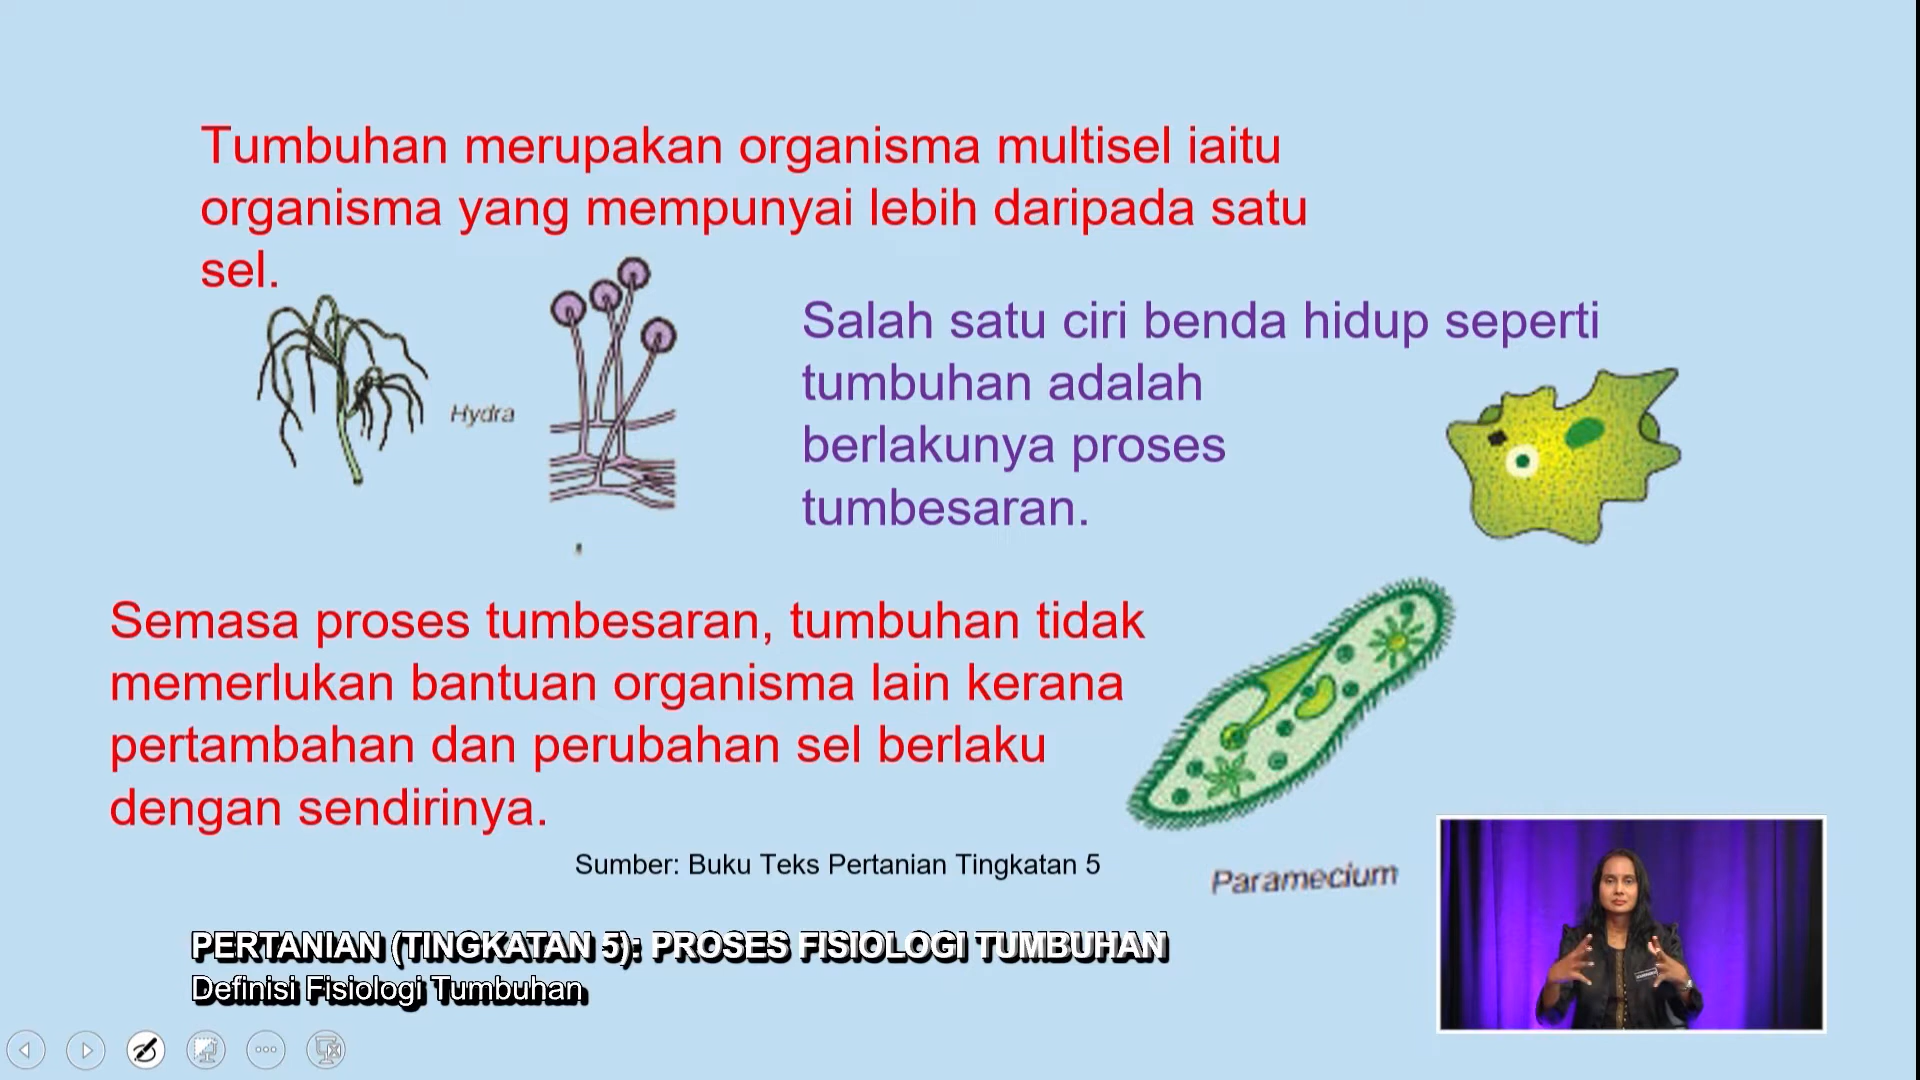 Tumbuhan merupakan organisma multisel iaitu
organisma yang mempunyai lebih daripada satu
sel.
Hydra
Salah satu ciri benda hidup seperti
tumbuhan adalah
berlakunya proses
tumbesaran.
Semasa proses tumbesaran, tumbuhan tidak
memerlukan bantuan organisma lain kerana
pertambahan dan perubahan sel berlaku
dengan sendirinya.
Sumber: Buku Teks Pertanian Tingkatan 5
Paramecium
PERTANIAN (TINGKATAN 5): PROSES FISIOLOGI TUMBUHAN
Definisi Fisiologi Tumbuhan